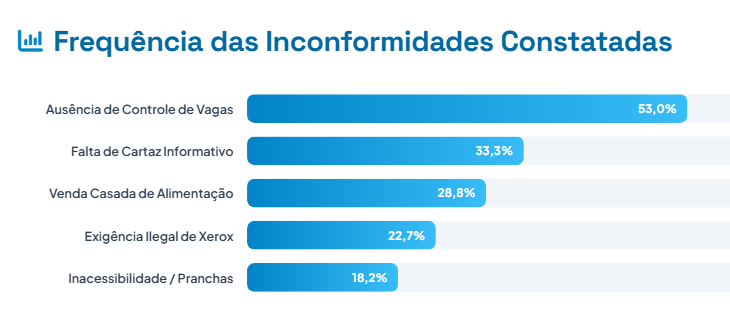 Frequência das Inconformidades Constatadas
Ausência de Controle de Vagas 53,0%
Falta de Cartaz Informativo 33,3%
Venda Casada de Alimentação 28,8%
Exigência Ilegal de Xerox 22,7%
Inacessibilidade / Pranchas 18,2%